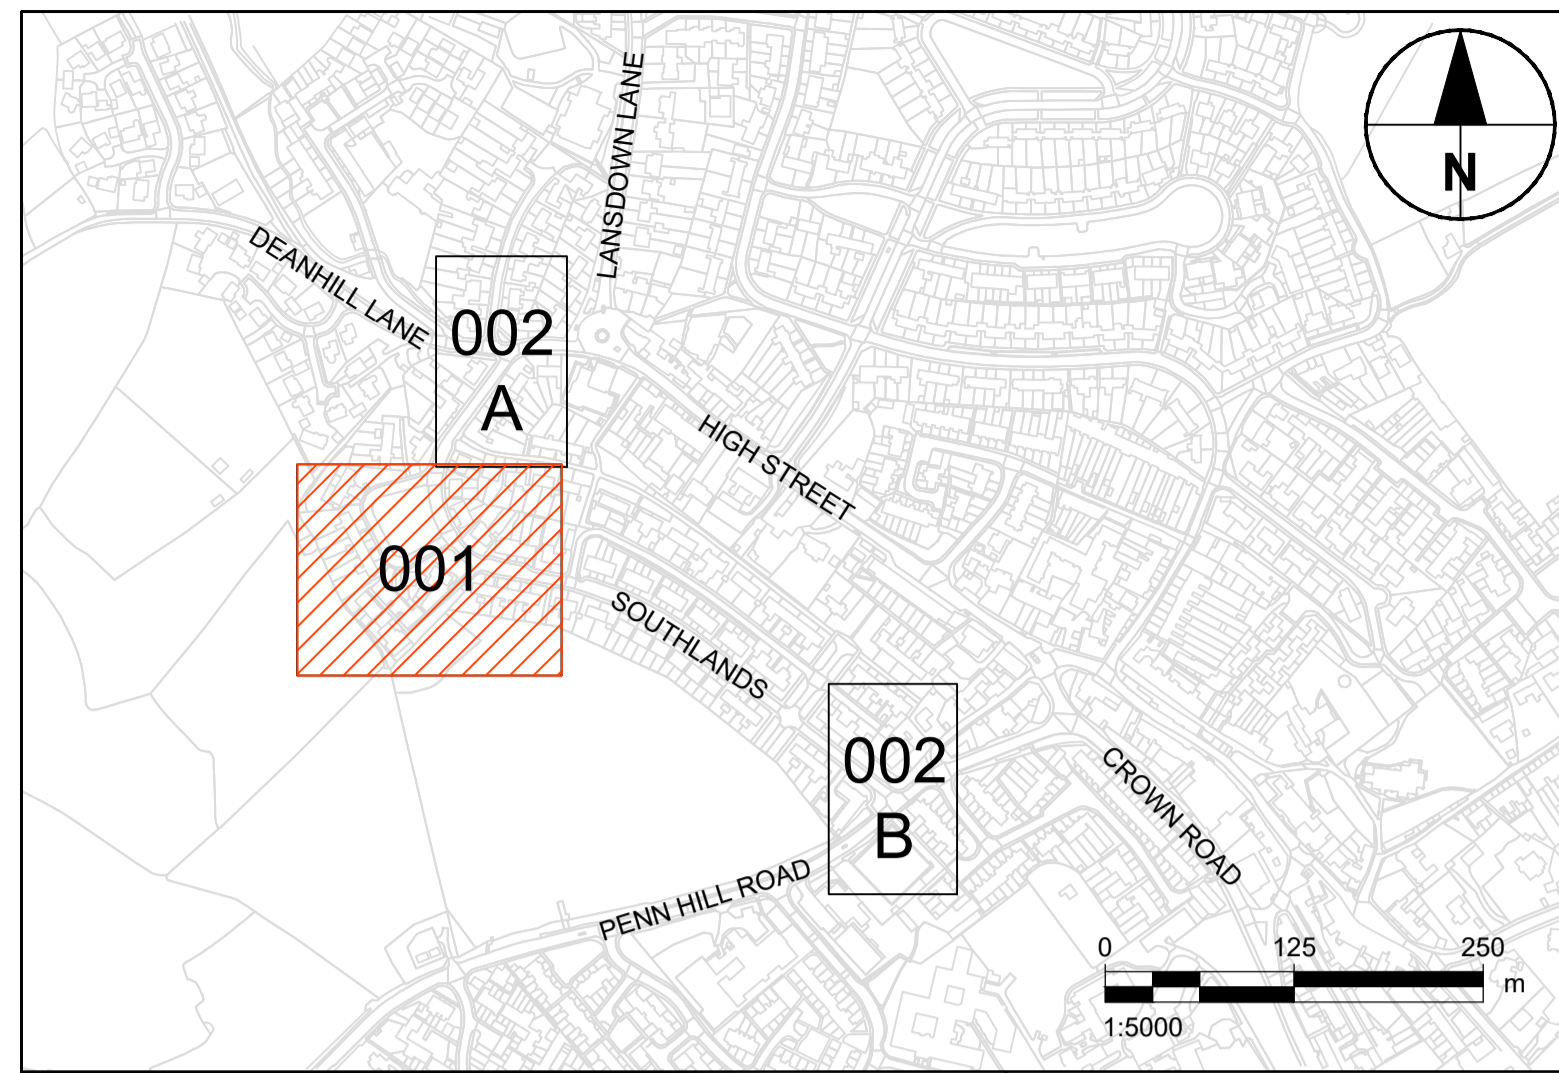 LANSDOWN LANE
N
DEANHILL LANE
002
A
HIGH STREET
001
SOUTHLANDS
002
B
CROWN ROAD
PENN HILL ROAD
0 125 250
m
1:5000